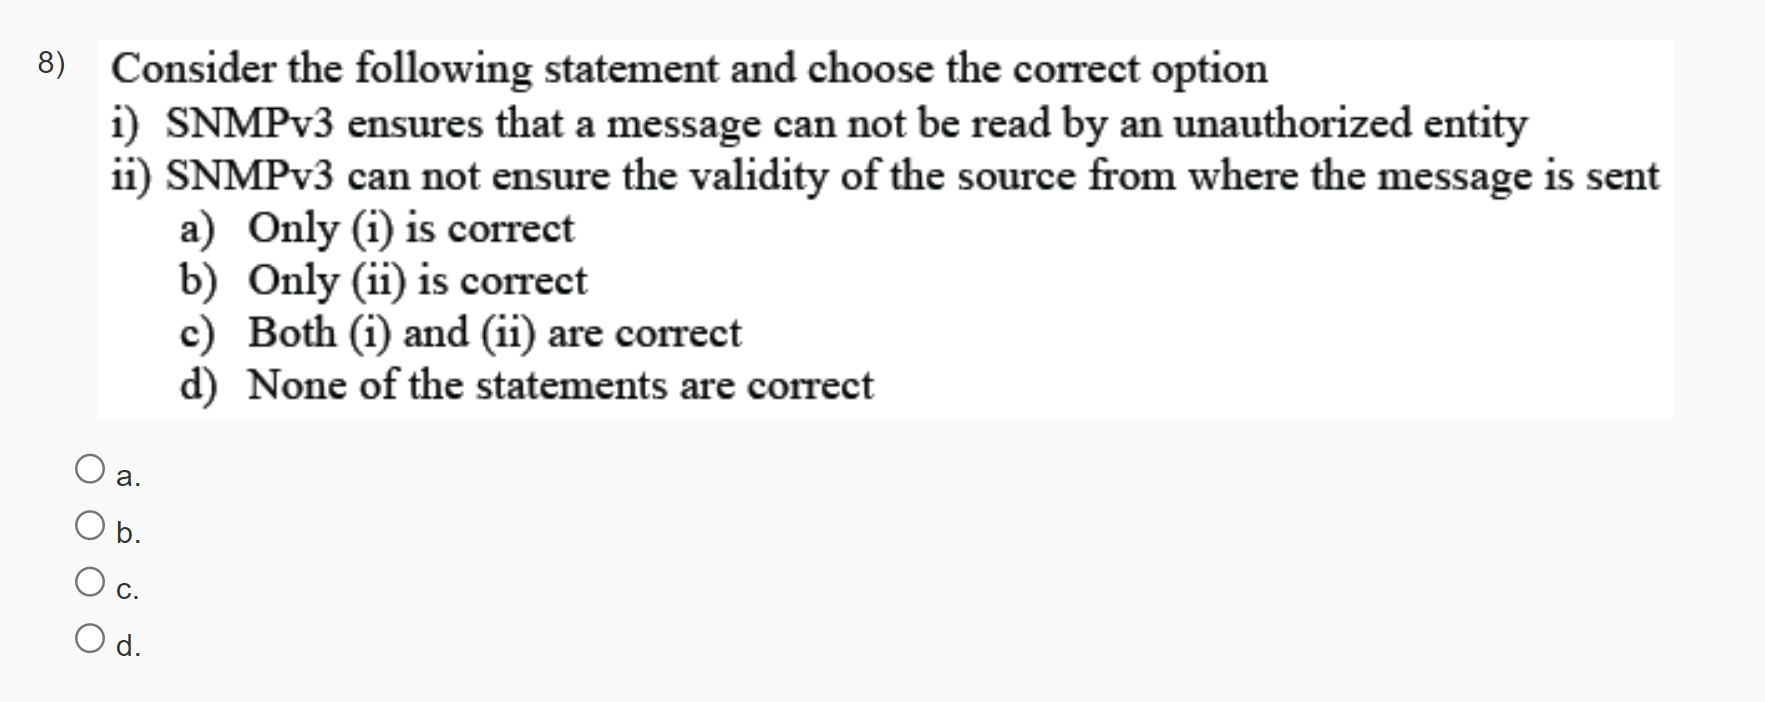 8) Consider the following statement and choose the correct option
i) SNMPv3 ensures that a message can not be read by an unauthorized entity
ii) SNMPv3 can not ensure the validity of the source from where the message is sent
a) Only (i) is correct
b) Only (ii) is correct
c) Both (i) and (ii) are correct
d) None of the statements are correct
a.
b.
c.
d.